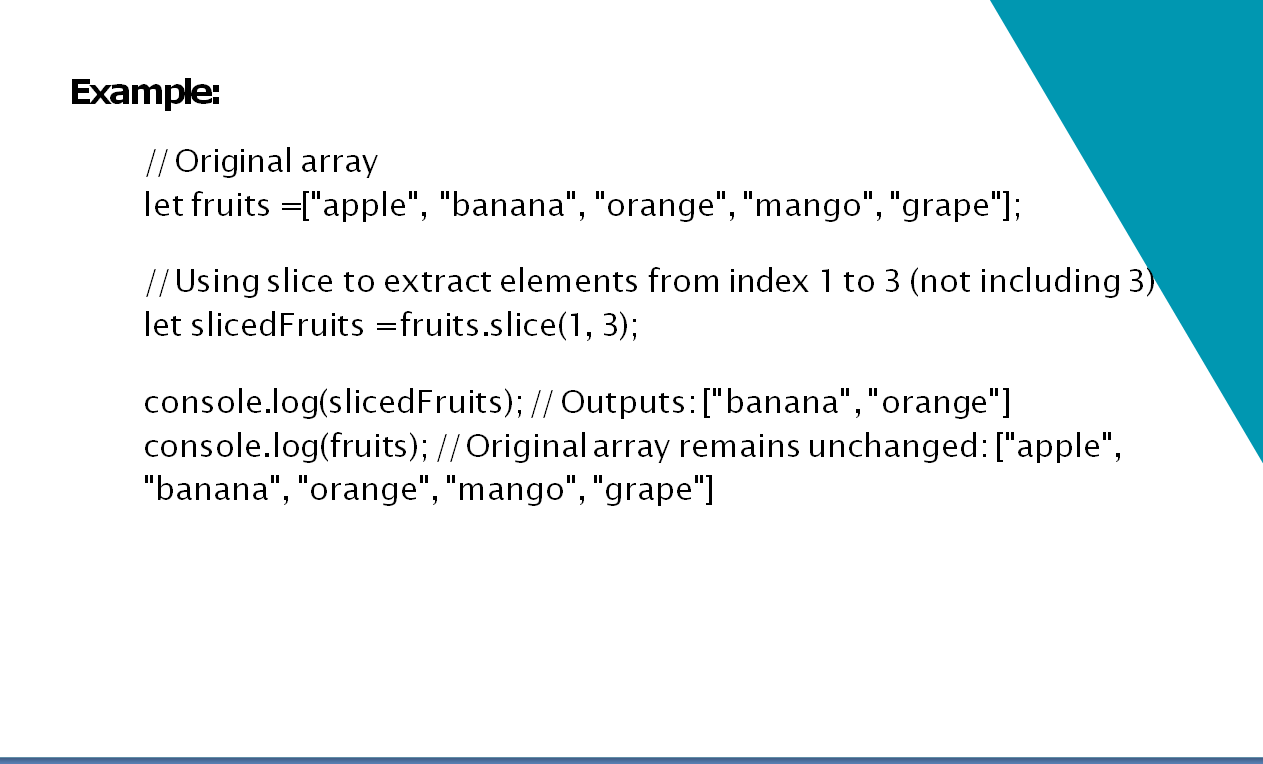 Example:
// Original array
let fruits =["apple", "banana", "orange", "mango", "grape"];
// Using slice to extract elements from index 1 to 3 (not including 3)
let slicedFruits =fruits.slice(1, 3);
console.log(slicedFruits); // Outputs: ["banana", "orange"]
console.log(fruits); // Original array remains unchanged: ["apple",
"banana", "orange", "mango", "grape"]